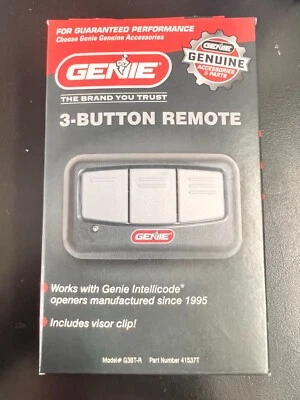 FOR GUARANTEED PERFORMANCE
Choose Genie Genuine Accessories
GENIE
GENUINE
ACCESSORIES
& PARTS
GENIE®
THE BRAND YOU TRUST
3-BUTTON REMOTE
GENIE
Works with Genie Intellicode®
openers manufactured since 1995
Includes visor clip!
Model# G3BT-R Part Number 41537T